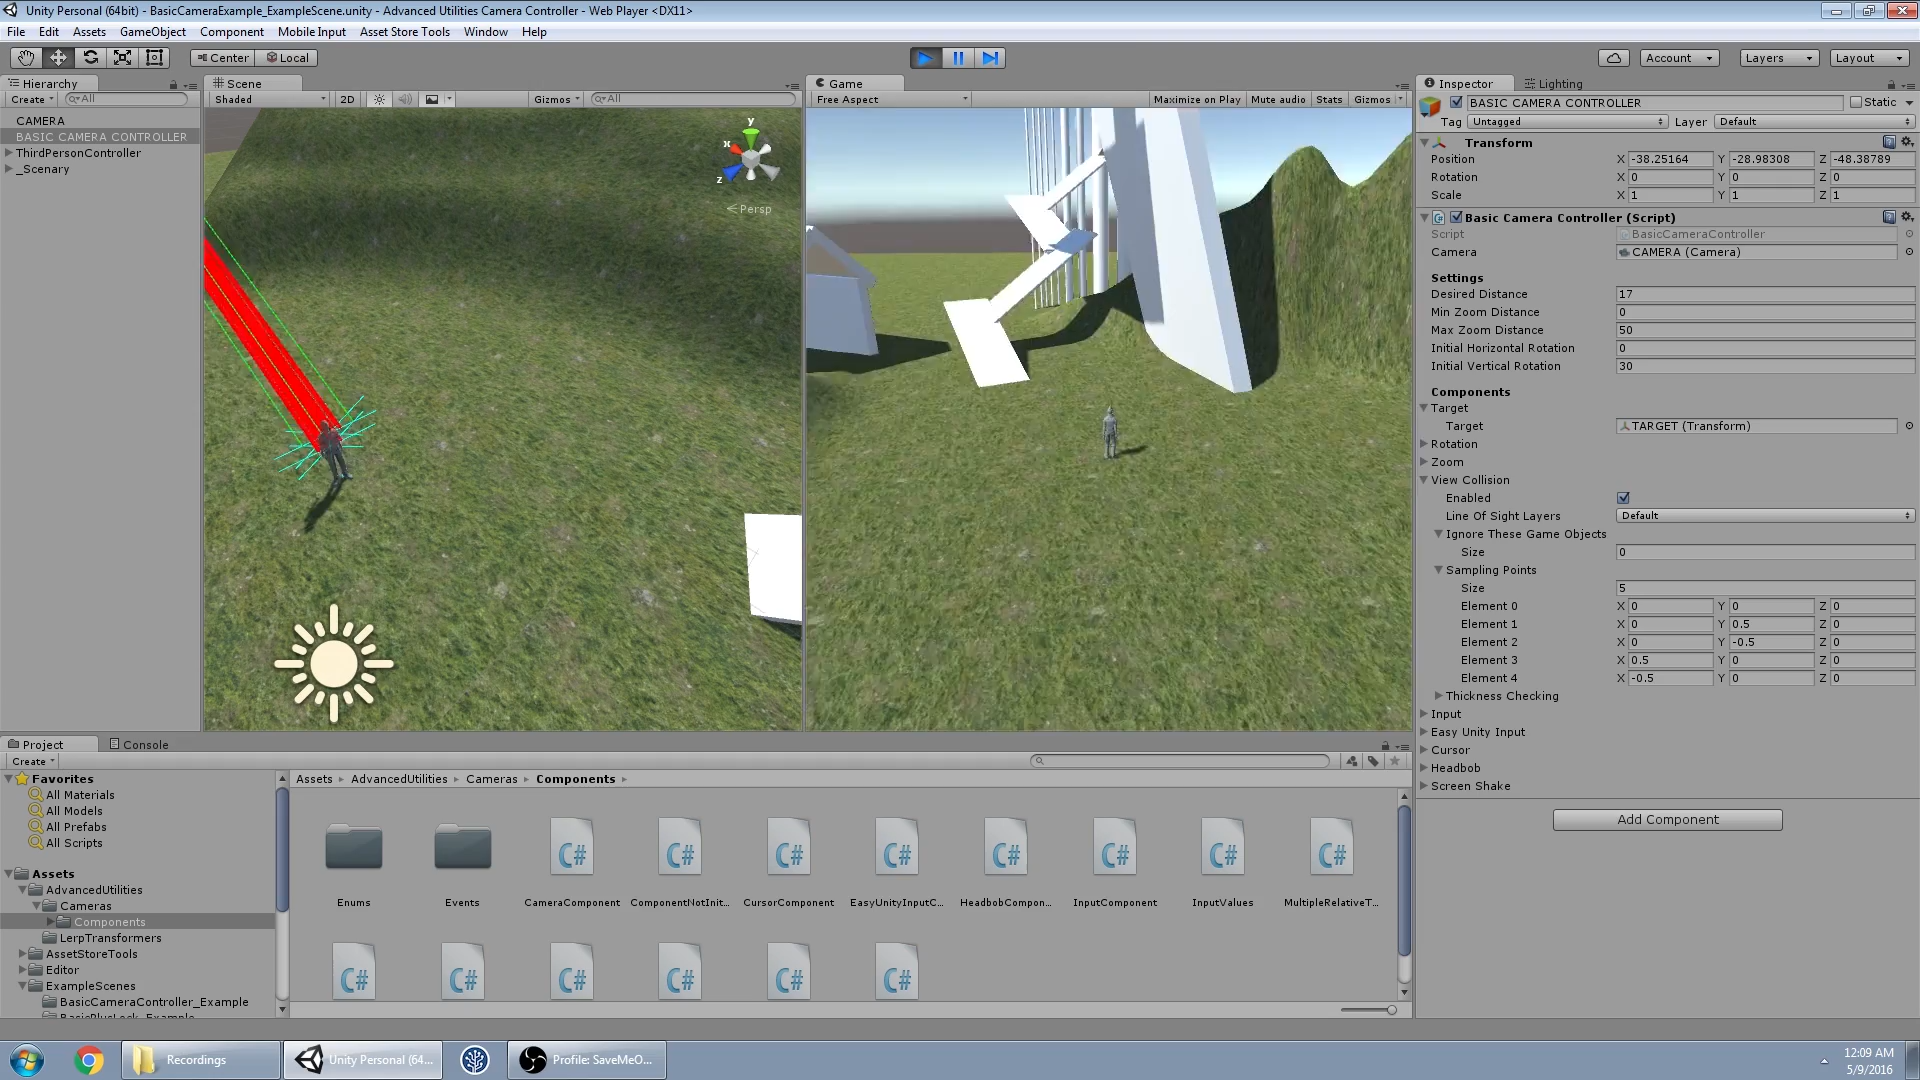 Unity Personal (64bit) - BasicCameraExample_ExampleScene.unity - Advanced Utilities Camera Controller - Web Player <DX11>
File Edit Assets GameObject Component Mobile Input Asset Store Tools Window Help
Center Local Account Layers Layout
Hierarchy Scene Game Inspector Lighting
Create All Shaded 2D Gizmos All Free Aspect Maximize on Play Mute audio Stats Gizmos
CAMERA
BASIC CAMERA CONTROLLER
ThirdPersonController
_Scenary
y
x
z
Persp
BASIC CAMERA CONTROLLER Static
Tag Untagged Layer Default
Transform
Position X -38.25164 Y -28.98308 Z -48.38789
Rotation X 0 Y 0 Z 0
Scale X 1 Y 1 Z 1
Basic Camera Controller (Script)
Script BasicCameraController
Camera CAMERA (Camera)
Settings
Desired Distance 17
Min Zoom Distance 0
Max Zoom Distance 50
Initial Horizontal Rotation 0
Initial Vertical Rotation 30
Components
Target
Target TARGET (Transform)
Rotation
Zoom
View Collision
Enabled
Line Of Sight Layers Default
Ignore These Game Objects
Size 0
Sampling Points
Size 5
Element 0 X 0 Y 0 Z 0
Element 1 X 0 Y 0.5 Z 0
Element 2 X 0 Y -0.5 Z 0
Element 3 X 0.5 Y 0 Z 0
Element 4 X -0.5 Y 0 Z 0
Thickness Checking
Input
Easy Unity Input
Cursor
Headbob
Screen Shake
Add Component
Project Console
Create
Favorites
All Materials
All Models
All Prefabs
All Scripts
Assets
AdvancedUtilities
Cameras
Components
LerpTransformers
AssetStoreTools
Editor
ExampleScenes
BasicCameraController_Example
BasicPlusLock_Example
Assets AdvancedUtilities Cameras Components
C# C# C# C# C# C# C# C#
Enums Events CameraComponent ComponentNotInit... CursorComponent EasyUnityInputC... HeadbobCompon... InputComponent InputValues MultipleRelativeT...
C# C# C# C# C# C#
Recordings Unity Personal (64... Profile: SaveMeO...
12:09 AM
5/9/2016